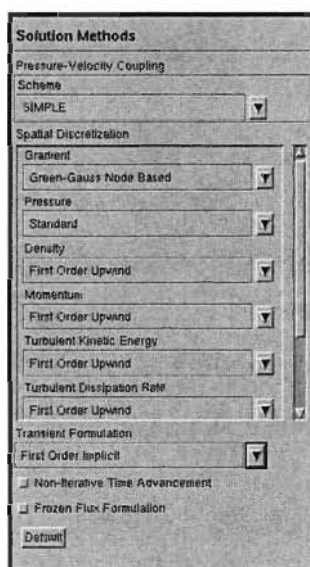 Solution Methods
Pressure-Velocity Coupling
Scheme
SIMPLE
Spatial Discretization
Gradient
Green-Gauss Node Based
Pressure
Standard
Density
First Order Upwind
Momentum
First Order Upwind
Turbulent Kinetic Energy
First Order Upwind
Turbulent Dissipation Rate
First Order Upwind
Transient Formulation
First Order Implicit
Non-Iterative Time Advancement
Frozen Flux Formulation
Default